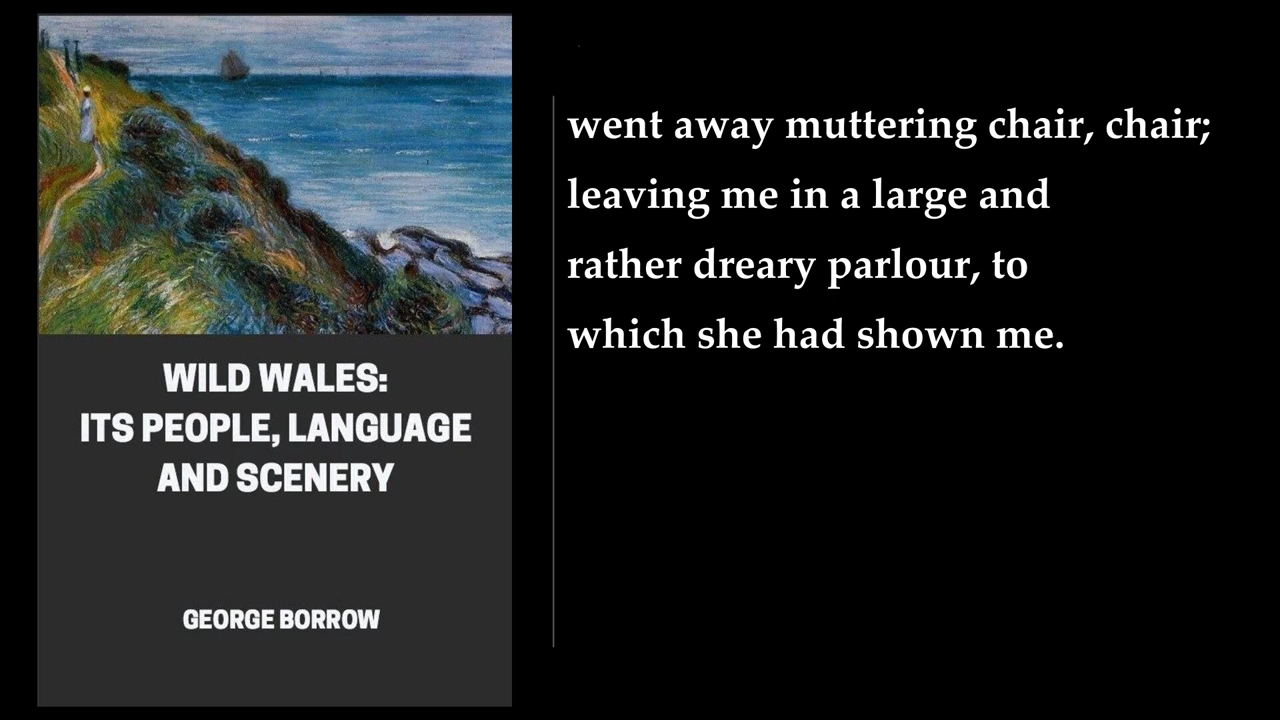 WILD WALES:
ITS PEOPLE, LANGUAGE
AND SCENERY
GEORGE BORROW
went away muttering chair, chair;
leaving me in a large and
rather dreary parlour, to
which she had shown me.